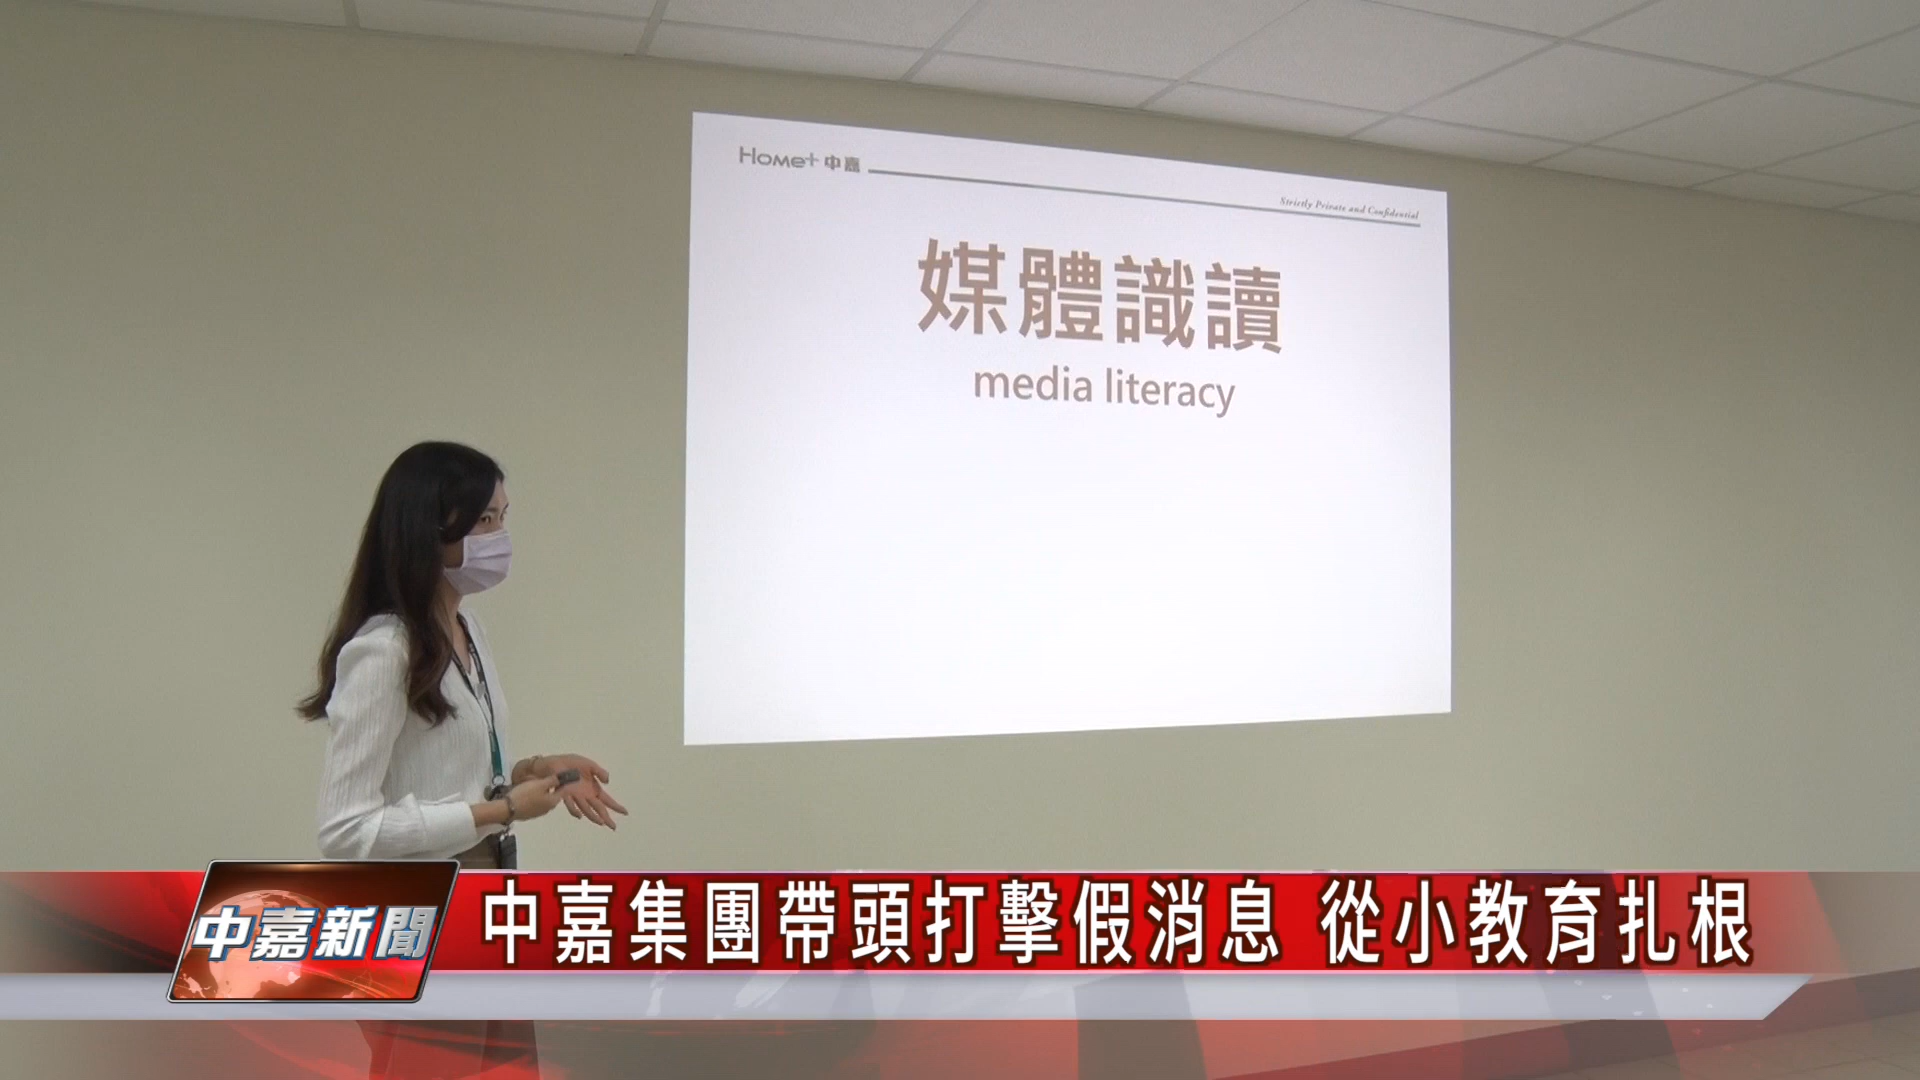 Home+ 中嘉
Strictly Private and Confidential
媒體識讀
media literacy
中嘉新聞
中嘉集團帶頭打擊假消息 從小教育扎根